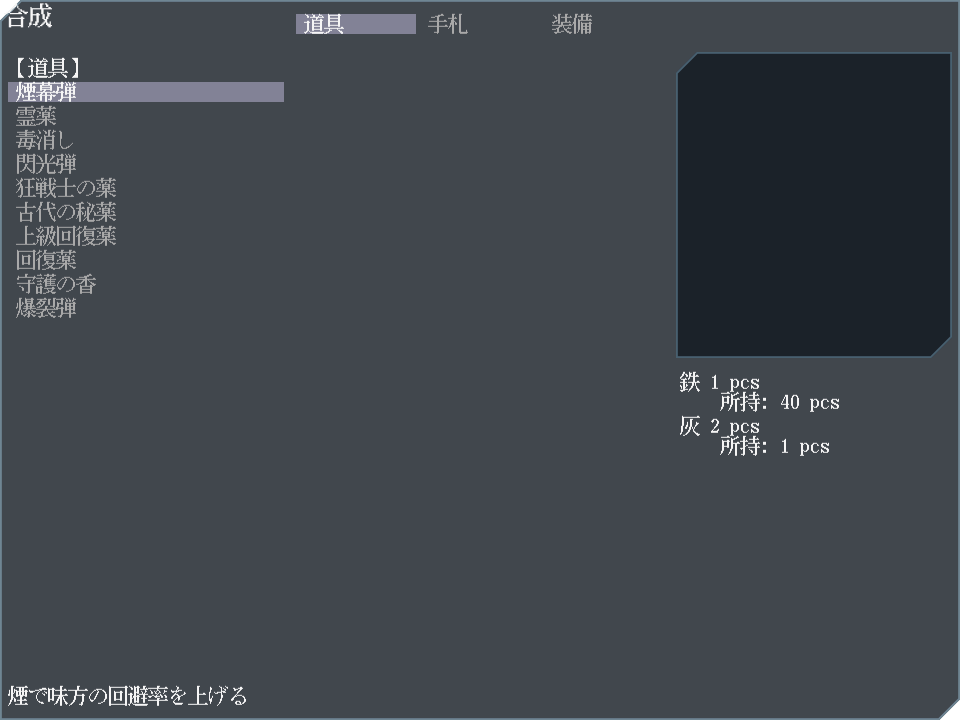 合成
道具 手札 装備
【道具】
煙幕弾
霊薬
毒消し
閃光弾
狂戦士の薬
古代の秘薬
上級回復薬
回復薬
守護の香
爆裂弾
鉄 1 pcs
所持: 40 pcs
灰 2 pcs
所持: 1 pcs
煙で味方の回避率を上げる